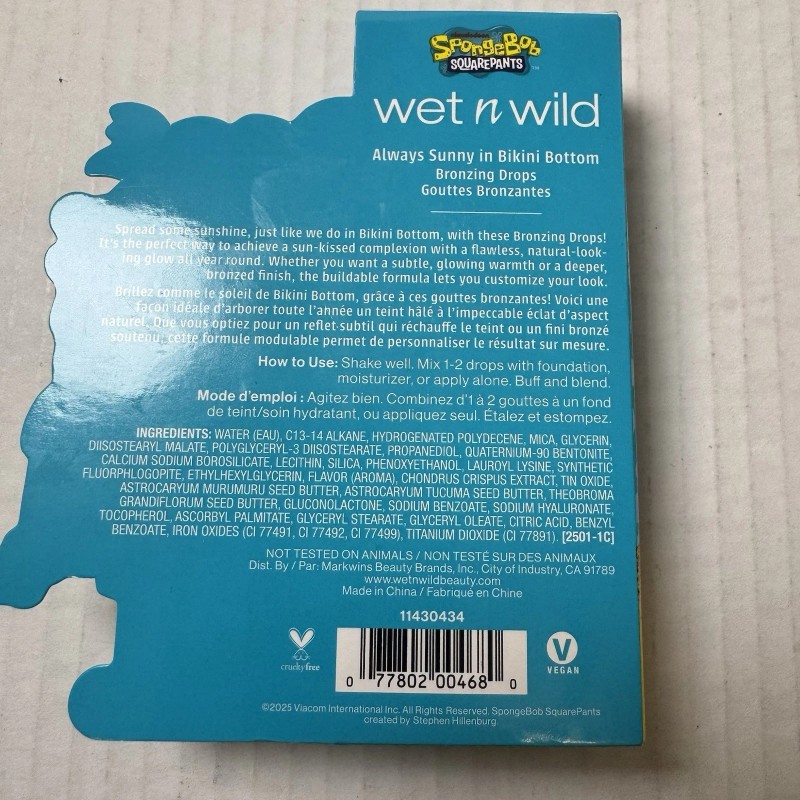 nickelodeon
SPONGEBOB
SQUAREPANTS™
wet n wild
Always Sunny in Bikini Bottom
Bronzing Drops
Gouttes Bronzantes
Spread some sunshine, just like we do in Bikini Bottom, with these Bronzing Drops!
It's the perfect way to achieve a sun-kissed complexion with a flawless, natural-look-
ing glow all year round. Whether you want a subtle, glowing warmth or a deeper,
bronzed finish, the buildable formula lets you customize your look.
Brillez comme le soleil de Bikini Bottom, grâce à ces gouttes bronzantes! Voici une
façon idéale d'arborer toute l'année un teint hâlé à l'impeccable éclat d'aspect
naturel. Que vous optiez pour un reflet subtil qui réchauffe le teint ou un fini bronzé
soutenu, cette formule modulable permet de personnaliser le résultat sur mesure.
How to Use: Shake well. Mix 1-2 drops with foundation,
moisturizer, or apply alone. Buff and blend.
Mode d'emploi : Agitez bien. Combinez d'1 à 2 gouttes à un fond
de teint/soin hydratant, ou appliquez seul. Étalez et estompez.
INGREDIENTS: WATER (EAU), C13-14 ALKANE, HYDROGENATED POLYDECENE, MICA, GLYCERIN,
DIISOSTEARYL MALATE, POLYGLYCERYL-3 DIISOSTEARATE, PROPANEDIOL, QUATERNIUM-90 BENTONITE,
CALCIUM SODIUM BOROSILICATE, LECITHIN, SILICA, PHENOXYETHANOL, LAUROYL LYSINE, SYNTHETIC
FLUORPHLOGOPITE, ETHYLHEXYLGLYCERIN, FLAVOR (AROMA), CHONDRUS CRISPUS EXTRACT, TIN OXIDE,
ASTROCARYUM MURUMURU SEED BUTTER, ASTROCARYUM TUCUMA SEED BUTTER, THEOBROMA
GRANDIFLORUM SEED BUTTER, GLUCONOLACTONE, SODIUM BENZOATE, SODIUM HYALURONATE,
TOCOPHEROL, ASCORBYL PALMITATE, GLYCERYL STEARATE, GLYCERYL OLEATE, CITRIC ACID, BENZYL
BENZOATE, IRON OXIDES (CI 77491, CI 77492, CI 77499), TITANIUM DIOXIDE (CI 77891). [2501-1C]
NOT TESTED ON ANIMALS / NON TESTÉ SUR DES ANIMAUX
Dist. By / Par: Markwins Beauty Brands, Inc., City of Industry, CA 91789
www.wetnwildbeauty.com
Made in China / Fabriqué en Chine
11430434
crueltyfree
0 77802 00468 0
V
VEGAN
©2025 Viacom International Inc. All Rights Reserved. SpongeBob SquarePants
created by Stephen Hillenburg